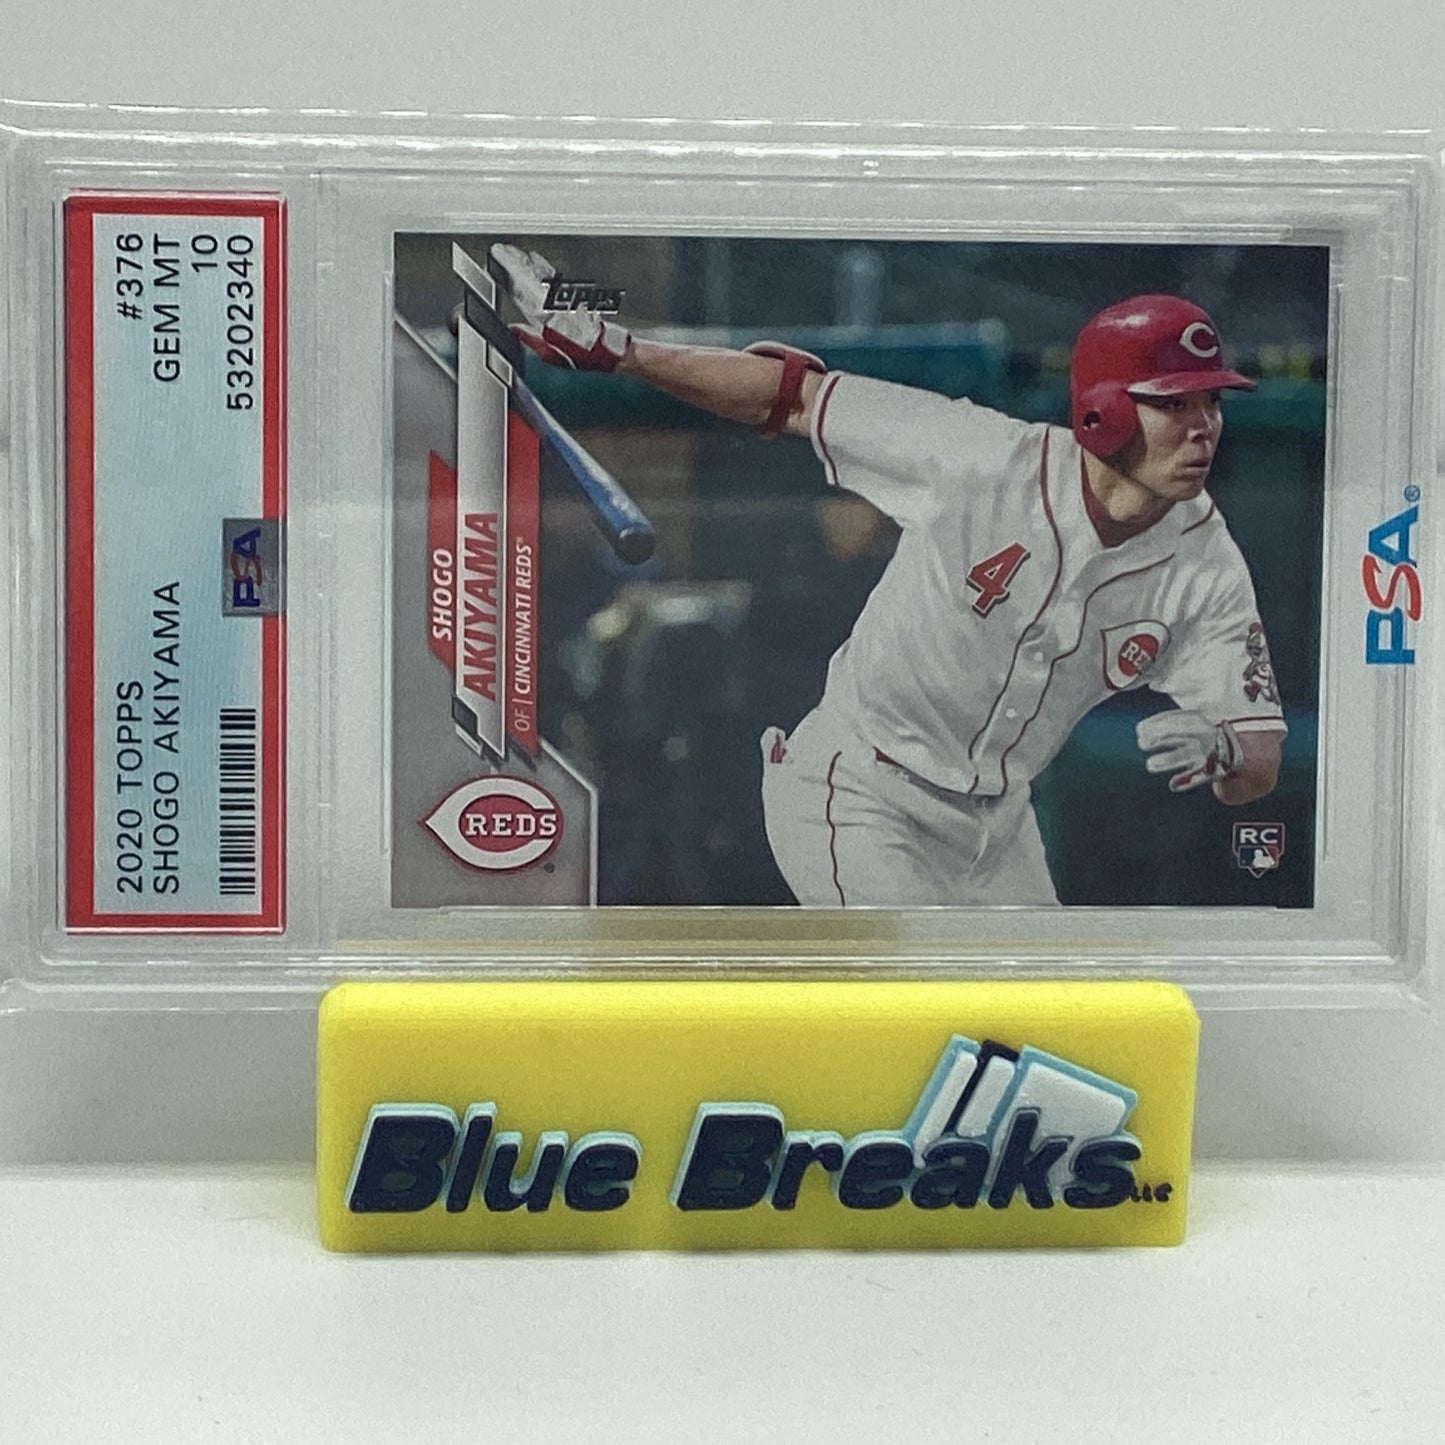 2020 TOPPS #376
SHOGO AKIYAMA GEM MT
10
PSA 53202340
Topps
SHOGO
AKIYAMA
OF | CINCINNATI REDS™
REDS
®
C
4
REDS
RC
PSA®
Blue Breaks LLC